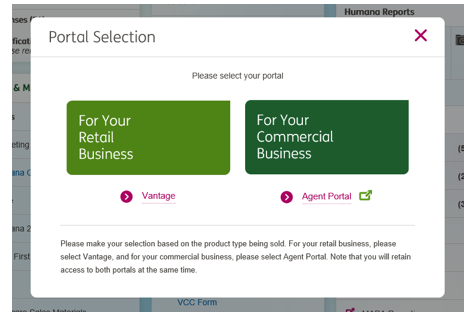 Humana Reports
Portal Selection
Please select your portal
For Your
Retail
Business
For Your
Commercial
Business
Vantage
Agent Portal
Please make your selection based on the product type being sold. For your retail business, please
select Vantage, and for your commercial business, please select Agent Portal. Note that you will retain
access to both portals at the same time.
First
VCC Form